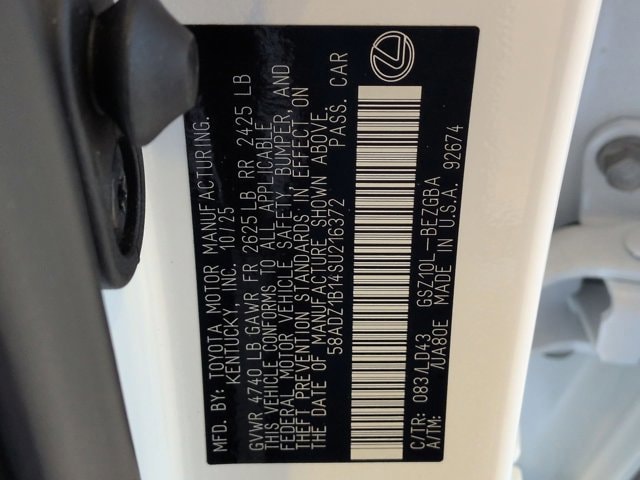 MFD. BY: TOYOTA MOTOR MANUFACTURING,
KENTUCKY, INC. 10/25
GVWR 4740 LB GAWR FR 2625 LB RR 2425 LB
THIS VEHICLE CONFORMS TO ALL APPLICABLE
FEDERAL MOTOR VEHICLE SAFETY, BUMPER, AND
THEFT PREVENTION STANDARDS IN EFFECT ON
THE DATE OF MANUFACTURE SHOWN ABOVE.
58ADZ1B14SU216372 PASS. CAR
C/TR: 083/LD43 GSZ10L-BEZGBA
A/TM: /UA80E MADE IN U.S.A. 92674